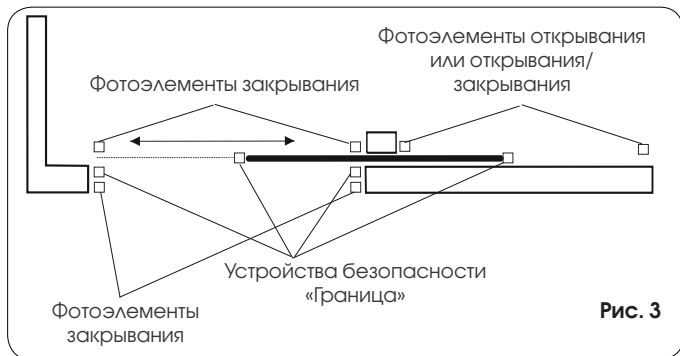 Фотоэлементы открывания
или открывания/
закрывания
Фотоэлементы закрывания
Устройства безопасности
«Граница»
Фотоэлементы
закрывания
Рис. 3